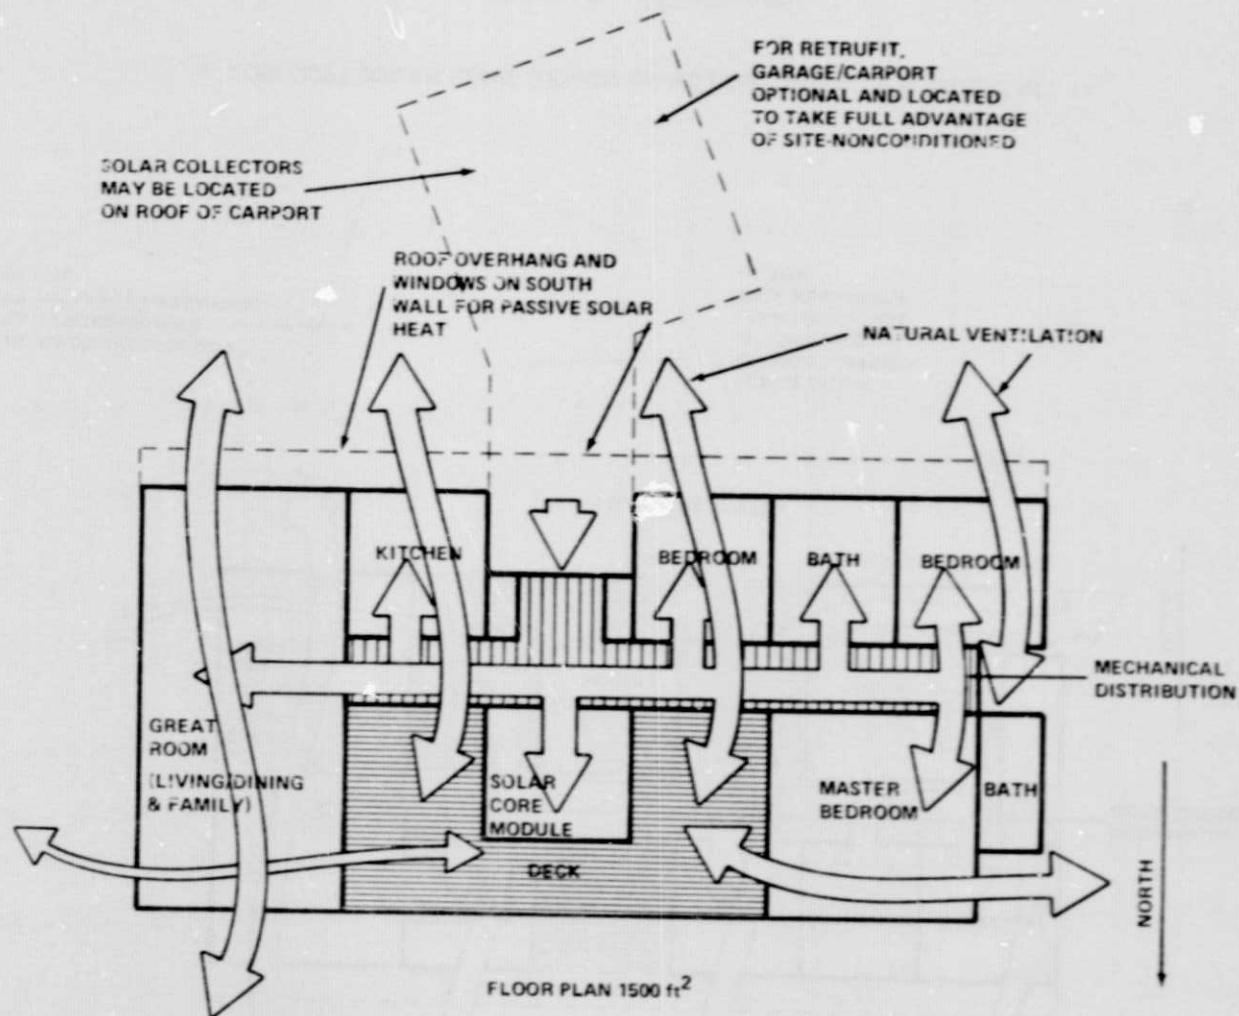 FOR RETRUFIT,
GARAGE/CARPORT
OPTIONAL AND LOCATED
TO TAKE FULL ADVANTAGE
OF SITE-NONCONDITIONED
SOLAR COLLECTORS
MAY BE LOCATED
ON ROOF OF CARPORT
ROOF OVERHANG AND
WINDOWS ON SOUTH
WALL FOR PASSIVE SOLAR
HEAT
NATURAL VENTILATION
KITCHEN
BEDROOM
BATH
BEDROOM
MECHANICAL
DISTRIBUTION
GREAT
ROOM
(LIVING/DINING
& FAMILY)
SOLAR
CORE
MODULE
MASTER
BEDROOM
BATH
DECK
NORTH
FLOOR PLAN 1500 ft²